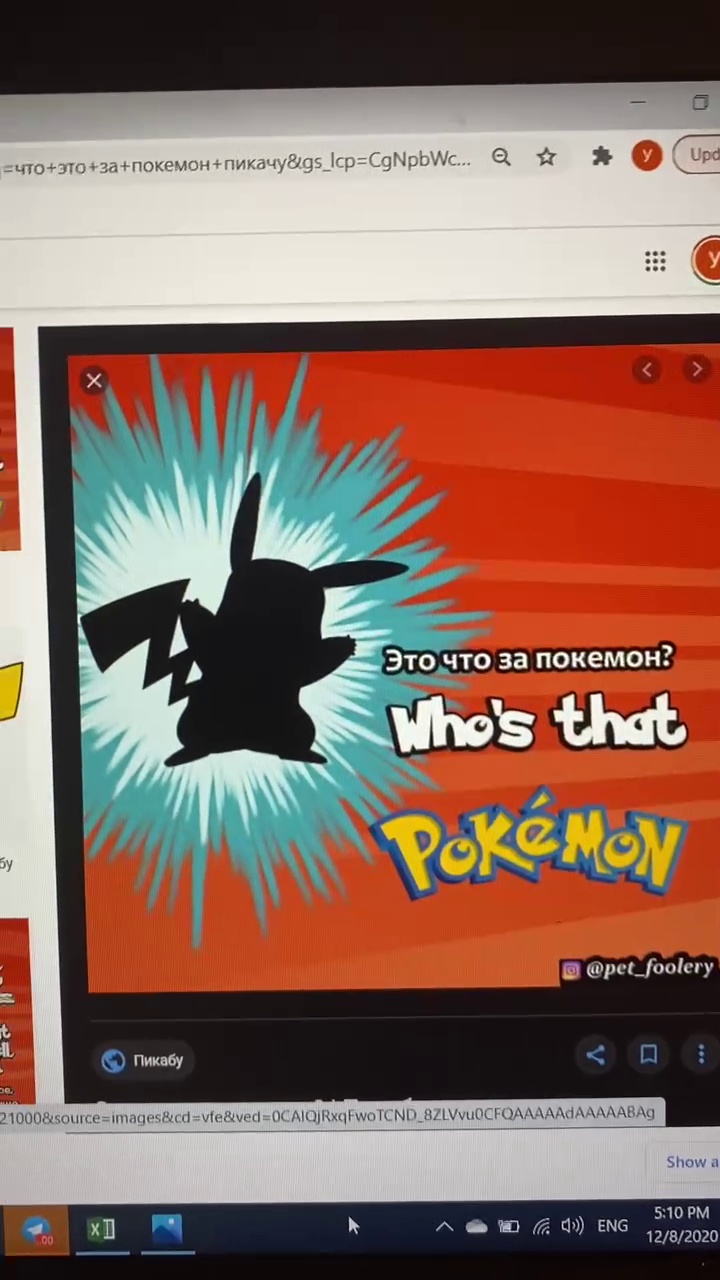 =что+это+за+покемон+пикачу&gs_lcp=CgNpbWc...
У
Upd
У
Это что за покемон?
Who's that
Pokémon
@pet_foolery
Пикабу
21000&source=images&cd=vfe&ved=0CAIQjRxqFwoTCND_8ZLVvu0CFQAAAAAdAAAAABAg
Show a
ENG
5:10 PM
12/8/2020